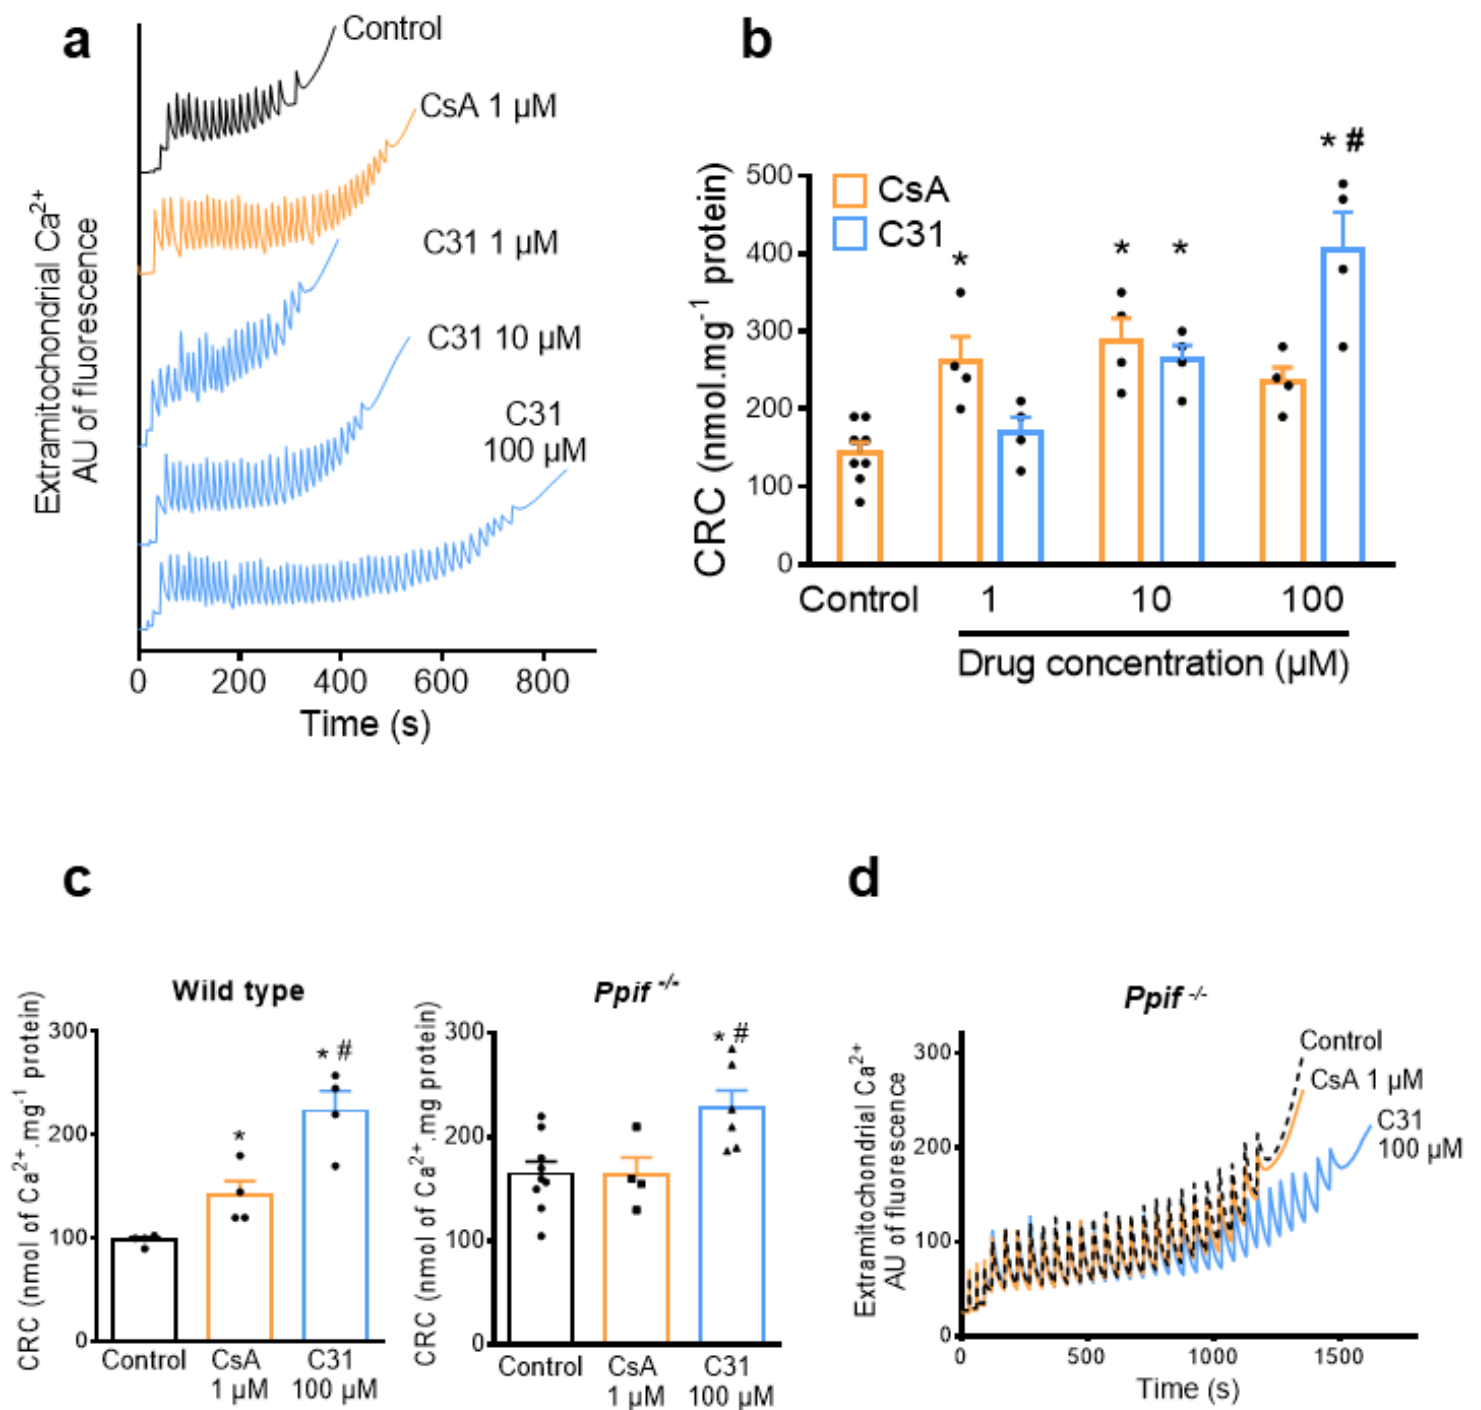 a
Control
CsA 1 µM
C31 1 µM
C31 10 µM
C31
100 µM
Extramitochondrial Ca²⁺
AU of fluorescence
0 200 400 600 800
Time (s)
b
* #
CsA
C31
* * *
500
400
300
200
100
0
CRC (nmol.mg⁻¹ protein)
Control 1 10 100
Drug concentration (µM)
c
Wild type
* #
*
300
200
100
0
CRC (nmol of Ca²⁺.mg⁻¹ protein)
Control CsA C31
1 µM 100 µM
Ppif -/-
* #
300
200
100
0
CRC (nmol of Ca²⁺.mg protein)
Control CsA C31
1 µM 100 µM
d
Ppif -/-
Control
CsA 1 µM
C31
100 µM
300
200
100
0
Extramitochondrial Ca²⁺
AU of fluorescence
0 500 1000 1500
Time (s)